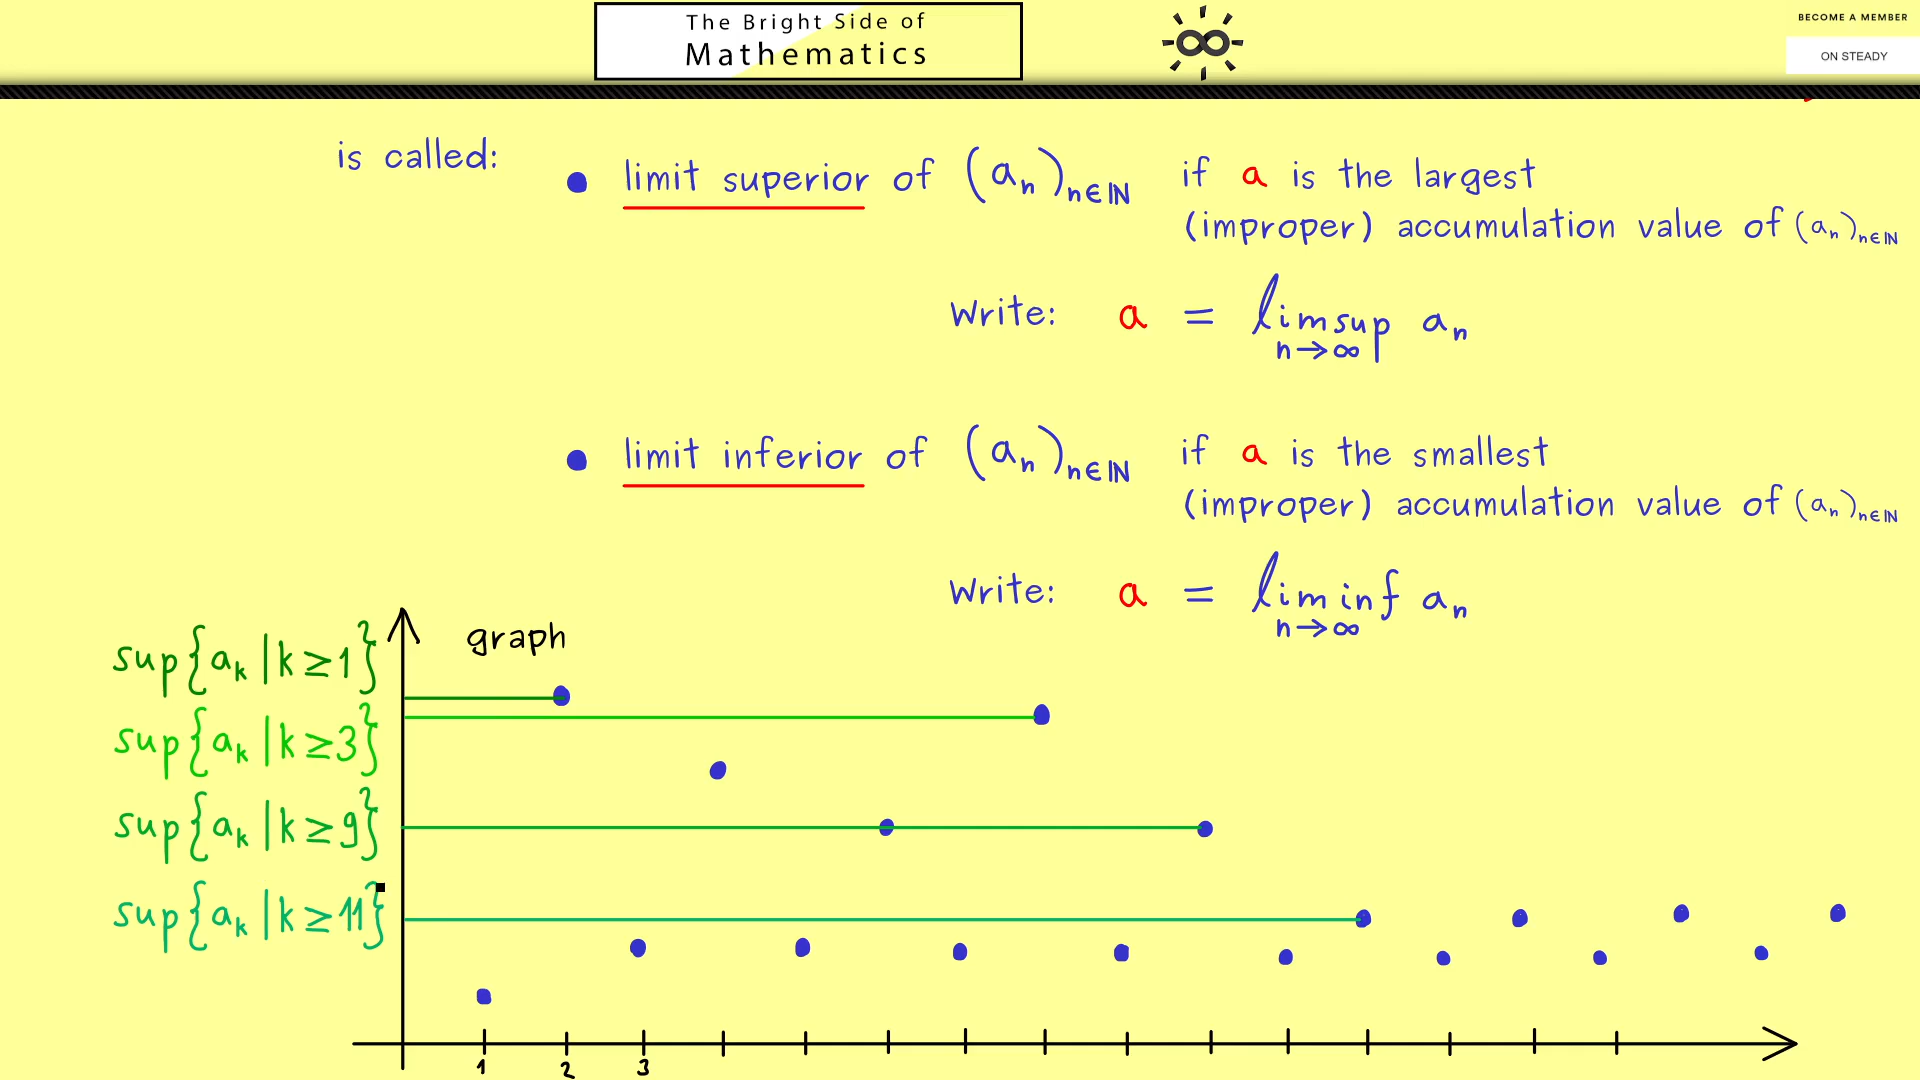 The Bright Side of
Mathematics
BECOME A MEMBER
ON STEADY
is called:
• limit superior of (aₙ)ₙ∈ℕ if a is the largest
(improper) accumulation value of (aₙ)ₙ∈ℕ
Write: a = lim sup aₙ
n→∞
• limit inferior of (aₙ)ₙ∈ℕ if a is the smallest
(improper) accumulation value of (aₙ)ₙ∈ℕ
Write: a = lim inf aₙ
n→∞
graph
sup{aₖ | k ≥ 1}
sup{aₖ | k ≥ 3}
sup{aₖ | k ≥ 9}
sup{aₖ | k ≥ 11}
1 2 3